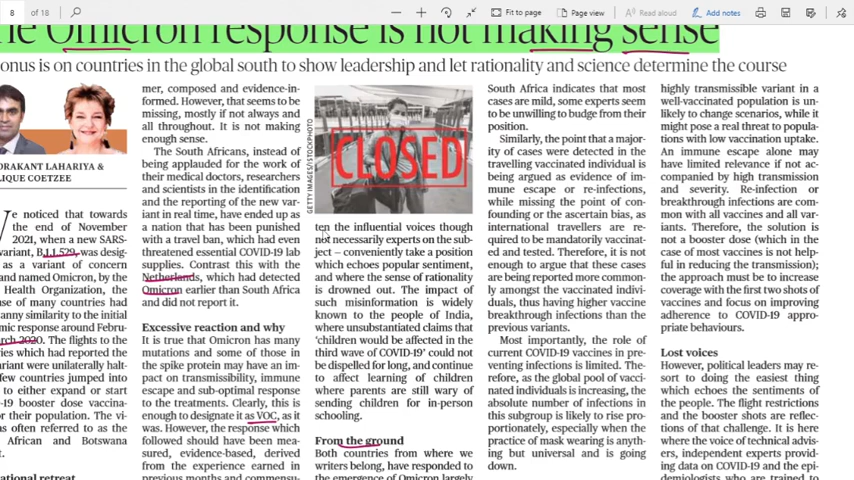 8 of 18
Fit to page
Page view
Read aloud
Add notes
Omicron response is not making sense
onus is on countries in the global south to show leadership and let rationality and science determine the course
ORAKANT LAHARIYA &
LIQUE COETZEE
e noticed that towards
the end of November
2021, when a new SARS-
variant, B.1.1.529, was desig-
as a variant of concern
and named Omicron, by the
Health Organization, the
use of many countries had
anny similarity to the initial
mic response around Febru-
arch 2020. The flights to the
ries which had reported the
variant were unilaterally halt-
few countries jumped into
to either expand or start
COVID-19 booster dose vaccina-
or their population. The vi-
as often referred to as the
African and Botswana
ational retreat
mer, composed and evidence-in-
formed. However, that seems to be
missing, mostly if not always and
all throughout. It is not making
enough sense.
The South Africans, instead of
being applauded for the work of
their medical doctors, researchers
and scientists in the identification
and the reporting of the new var-
iant in real time, have ended up as
a nation that has been punished
with a travel ban, which had even
threatened essential COVID-19 lab
supplies. Contrast this with the
Netherlands, which had detected
Omicron earlier than South Africa
and did not report it.
Excessive reaction and why
It is true that Omicron has many
mutations and some of those in
the spike protein may have an im-
pact on transmissibility, immune
escape and sub-optimal response
to the treatments. Clearly, this is
enough to designate it as VOC, as it
was. However, the response which
followed should have been mea-
sured, evidence-based, derived
from the experience earned in
previous months and commensu-
CLOSED
GETTY IMAGES/ISTOCKPHOTO
ten the influential voices though
not necessarily experts on the sub-
ject – conveniently take a position
which echoes popular sentiment,
and where the sense of rationality
is drowned out. The impact of
such misinformation is widely
known to the people of India,
where unsubstantiated claims that
‘children would be affected in the
third wave of COVID-19’ could not
be dispelled for long, and continue
to affect learning of children
where parents are still wary of
sending children for in-person
schooling.
From the ground
Both countries from where we
writers belong, have responded to
the emergence of Omicron largely
South Africa indicates that most
cases are mild, some experts seem
to be unwilling to budge from their
position.
Similarly, the point that a major-
ity of cases were detected in the
travelling vaccinated individual is
being argued as evidence of im-
mune escape or re-infections,
while missing the point of con-
founding or the ascertain bias, as
international travellers are re-
quired to be mandatorily vaccinat-
ed and tested. Therefore, it is not
enough to argue that these cases
are being reported more common-
ly amongst the vaccinated indivi-
duals, thus having higher vaccine
breakthrough infections than the
previous variants.
Most importantly, the role of
current COVID-19 vaccines in pre-
venting infections is limited. The-
refore, as the global pool of vacci-
nated individuals is increasing, the
absolute number of infections in
this subgroup is likely to rise pro-
portionately, especially when the
practice of mask wearing is anyth-
ing but universal and is going
down.
highly transmissible variant in a
well-vaccinated population is un-
likely to change scenarios, while it
might pose a real threat to popula-
tions with low vaccination uptake.
An immune escape alone may
have limited relevance if not ac-
companied by high transmission
and severity. Re-infection or
breakthrough infections are com-
mon with all vaccines and all var-
iants. Therefore, the solution is
not a booster dose (which in the
case of most vaccines is not help-
ful in reducing the transmission);
the approach must be to increase
coverage with the first two shots of
vaccines and focus on improving
adherence to COVID-19 appro-
priate behaviours.
Lost voices
However, political leaders may re-
sort to doing the easiest thing
which echoes the sentiments of
the people. The flight restrictions
and the booster shots are reflec-
tions of that challenge. It is here
where the voice of technical advis-
ers, independent experts provid-
ing data on COVID-19 and the epi-
demiologists who are trained to